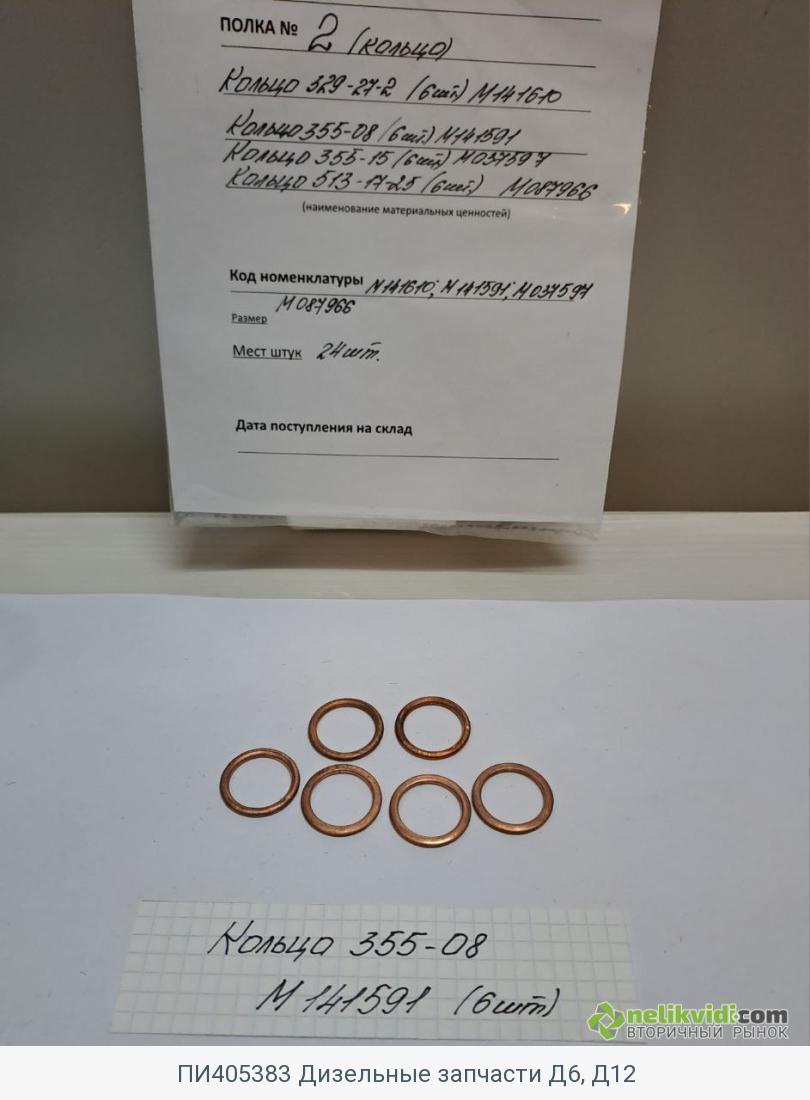 ПОЛКА № 2 (кольцо)
Кольцо 329-27-2 (6шт) М141610
Кольцо 355-08 (6шт.) М141591
Кольцо 355-15 (6шт) М037597
Кольцо 513-17-25 (6шт.) М087966
(наименование материальных ценностей)
Код номенклатуры М141610; М141591; М037597
М087966
Размер
Мест штук 24шт.
Дата поступления на склад
Кольцо 355-08
М141591 (6шт)
nelikvidi.com
ВТОРИЧНЫЙ РЫНОК
ПИ405383 Дизельные запчасти Д6, Д12